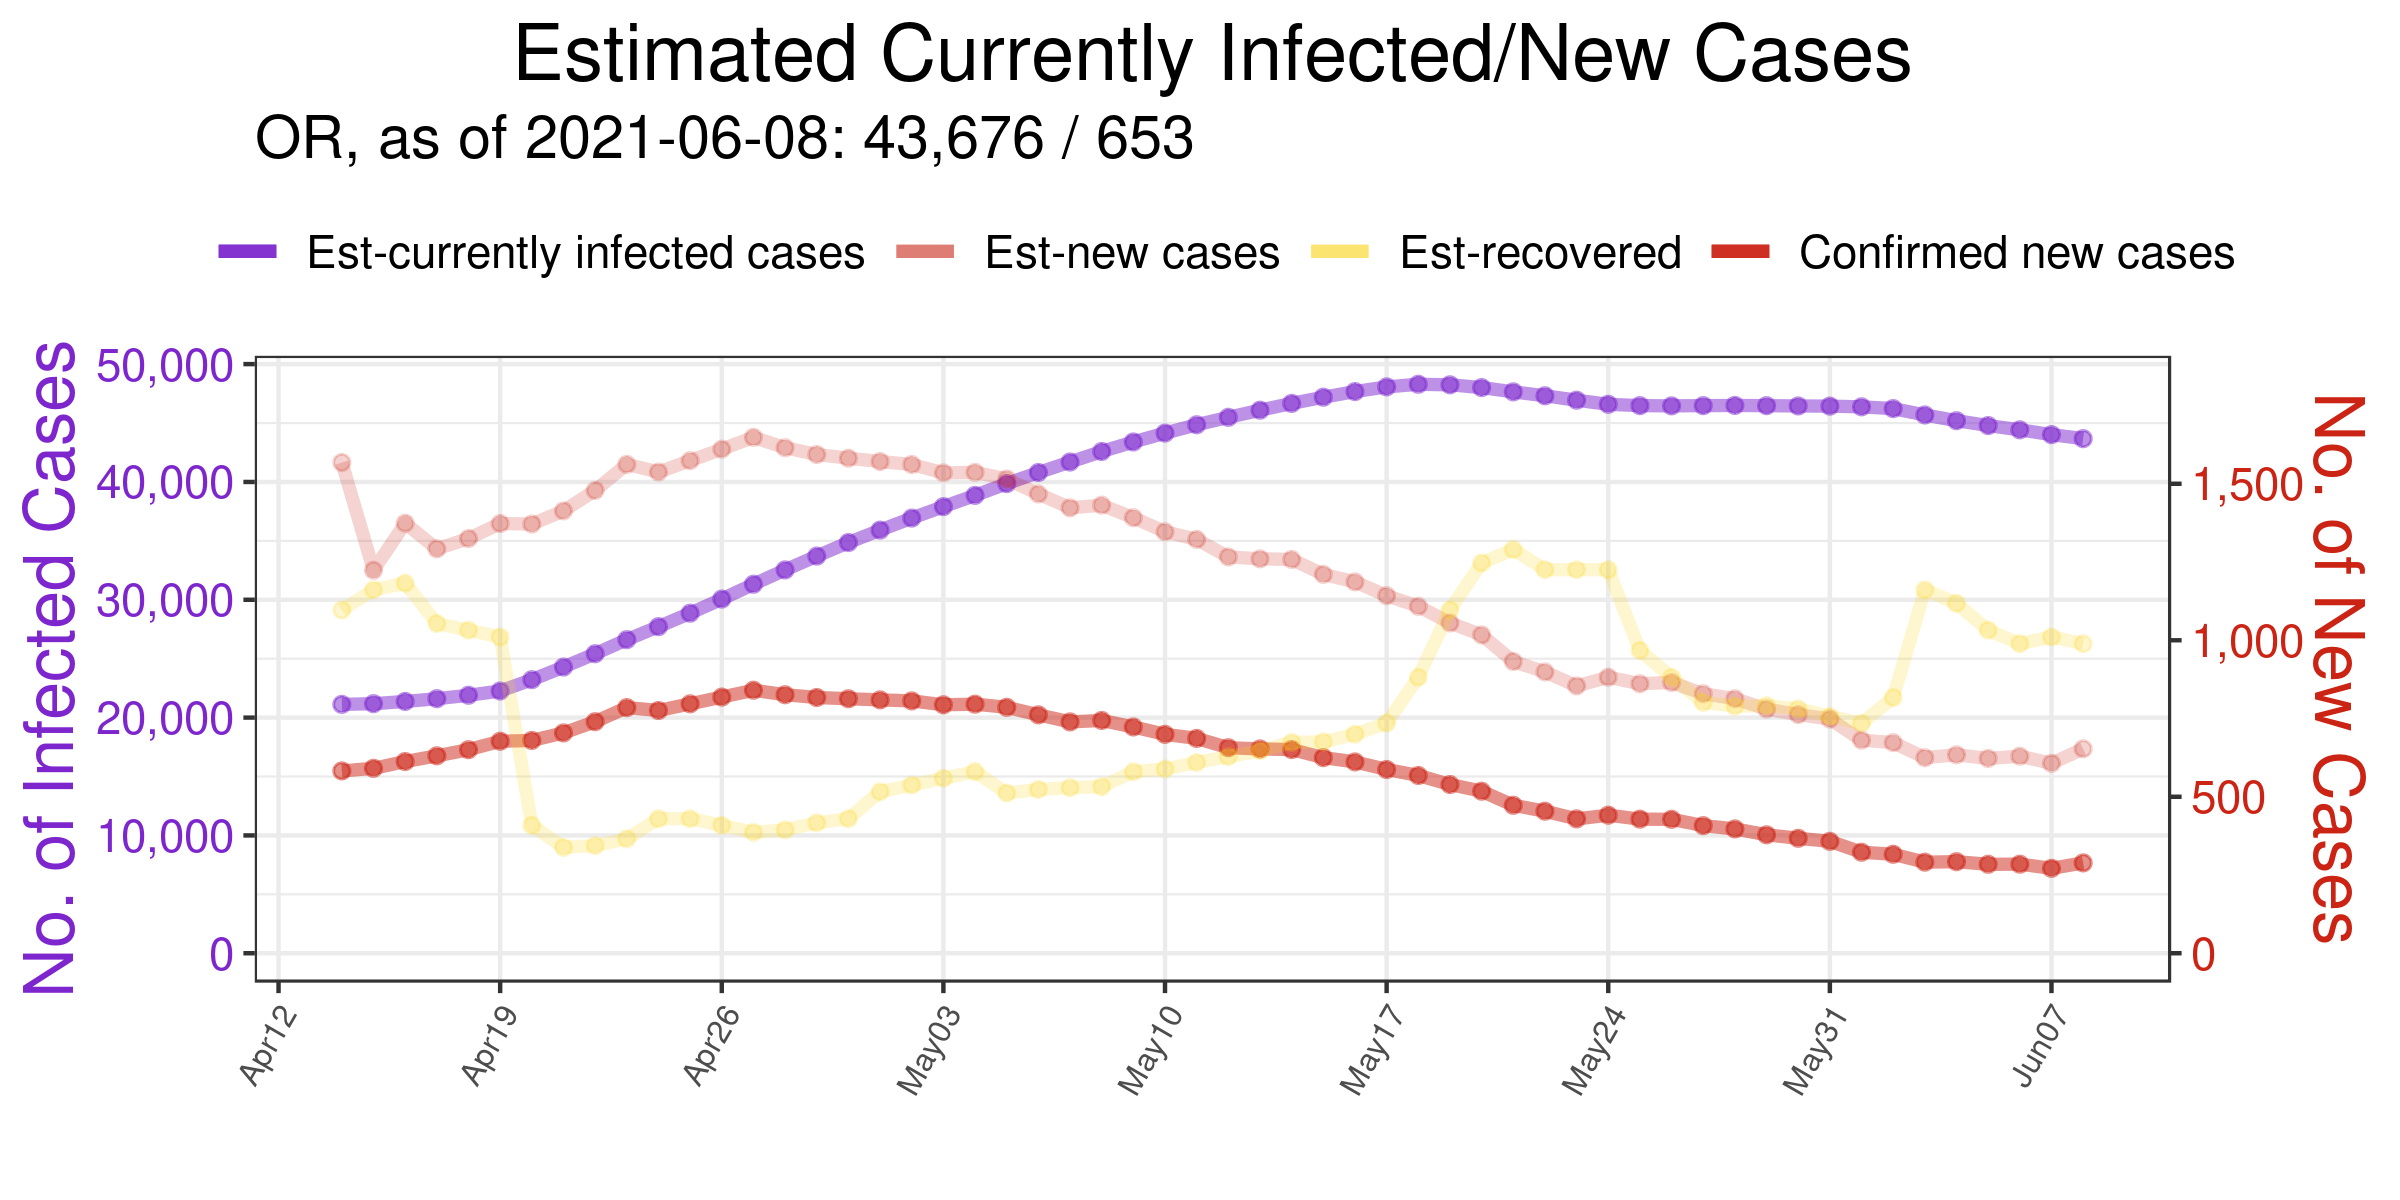 Estimated Currently Infected/New Cases
OR, as of 2021-06-08: 43,676 / 653
Est-currently infected cases Est-new cases Est-recovered Confirmed new cases
No. of Infected Cases
50,000
40,000
30,000
20,000
10,000
0
1,500
1,000
500
0
No. of New Cases
Apr12 Apr19 Apr26 May03 May10 May17 May24 May31 Jun07